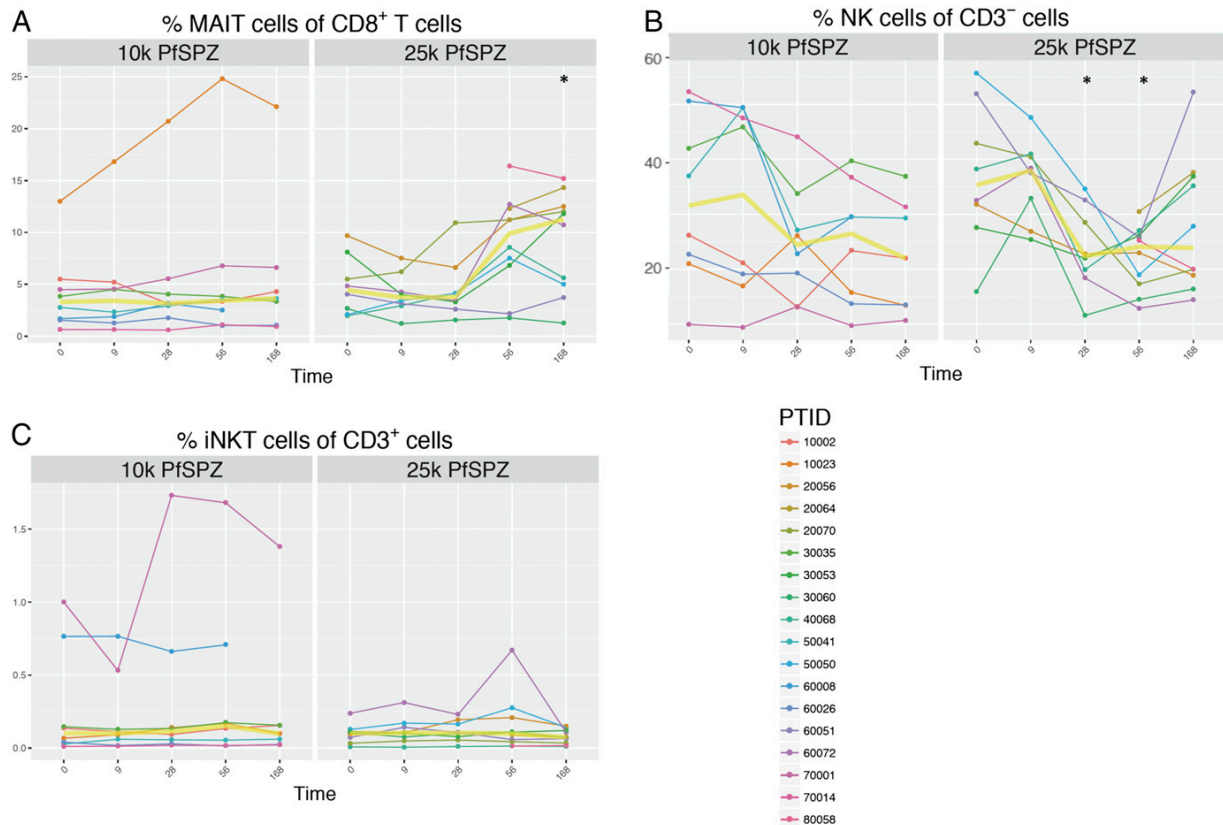 A
% MAIT cells of CD8+ T cells
10k PfSPZ
25k PfSPZ
25
20
15
10
5
0
*
0 9 28 56 168
0 9 28 56 168
Time
B
% NK cells of CD3− cells
10k PfSPZ
25k PfSPZ
60
40
20
* *
0 9 28 56 168
0 9 28 56 168
Time
C
% iNKT cells of CD3+ cells
10k PfSPZ
25k PfSPZ
1.5
1.0
0.5
0.0
0 9 28 56 168
0 9 28 56 168
Time
PTID
10002
10023
20056
20064
20070
30035
30053
30060
40068
50041
50050
60008
60026
60051
60072
70001
70014
80058